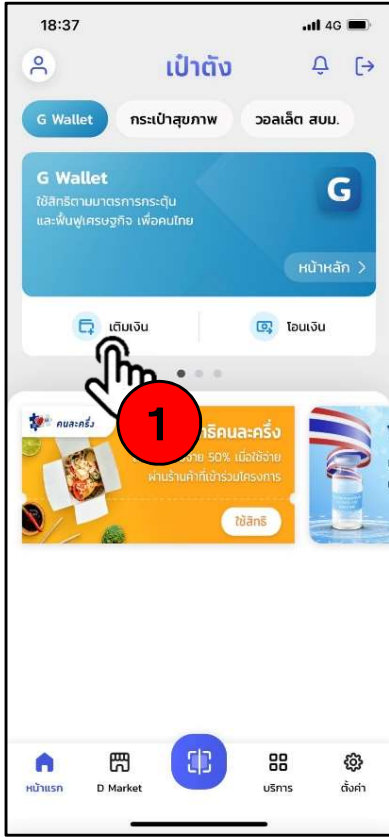 18:37
4G
เป๋าตัง
G Wallet
กระเป๋าสุขภาพ
วอลเล็ต สบม.
G Wallet
ใช้สิทธิตามมาตรการกระตุ้น
และฟื้นฟูเศรษฐกิจ เพื่อคนไทย
G
หน้าหลัก >
เติมเงิน
โอนเงิน
1
คนละครึ่ง
คนละครึ่ง
50% เมื่อใช้จ่าย
ผ่านร้านค้าที่เข้าร่วมโครงการ
ใช้สิทธิ
หน้าแรก
D Market
บริการ
ตั้งค่า